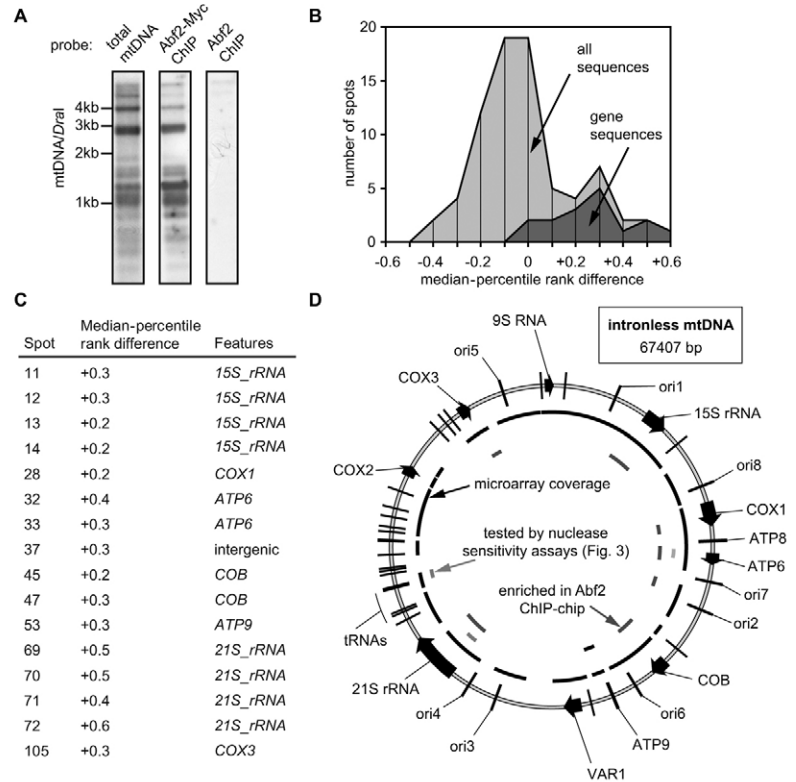 A
probe:
total mtDNA
Abf2-Myc ChIP
Abf2 ChIP
mtDNA/DraI
4kb
3kb
2kb
1kb
B
number of spots
20
15
10
5
0
all
sequences
gene
sequences
-0.6
-0.4
-0.2
0
+0.2
+0.4
+0.6
median-percentile rank difference
C
Spot Median-percentile rank difference Features
11 +0.3 15S_rRNA
12 +0.3 15S_rRNA
13 +0.2 15S_rRNA
14 +0.2 15S_rRNA
28 +0.2 COX1
32 +0.4 ATP6
33 +0.3 ATP6
37 +0.3 intergenic
45 +0.2 COB
47 +0.3 COB
53 +0.3 ATP9
69 +0.5 21S_rRNA
70 +0.5 21S_rRNA
71 +0.4 21S_rRNA
72 +0.6 21S_rRNA
105 +0.3 COX3
D
intronless mtDNA
67407 bp
9S RNA
ori5
COX3
COX2
ori1
15S rRNA
ori8
COX1
ATP8
ATP6
ori7
ori2
COB
ori6
ATP9
VAR1
ori3
ori4
21S rRNA
tRNAs
microarray coverage
tested by nuclease
sensitivity assays (Fig. 3)
enriched in Abf2
ChIP-chip